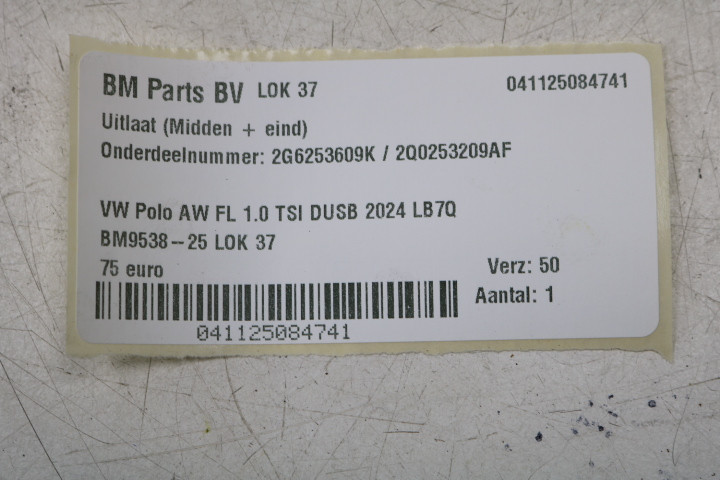 BM Parts BV LOK 37 041125084741
Uitlaat (Midden + eind)
Onderdeelnummer: 2G6253609K / 2Q0253209AF
VW Polo AW FL 1.0 TSI DUSB 2024 LB7Q
BM9538-25 LOK 37
75 euro Verz: 50
Aantal: 1
041125084741